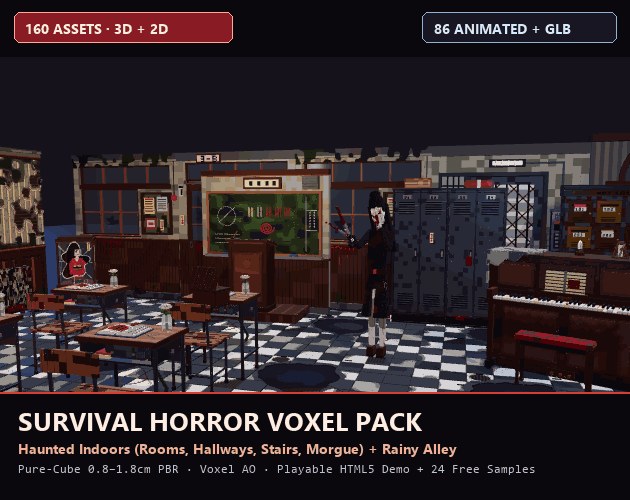 160 ASSETS · 3D + 2D
86 ANIMATED + GLB
SURVIVAL HORROR VOXEL PACK
Haunted Indoors (Rooms, Hallways, Stairs, Morgue) + Rainy Alley
Pure-Cube 0.8–1.8cm PBR · Voxel AO · Playable HTML5 Demo + 24 Free Samples